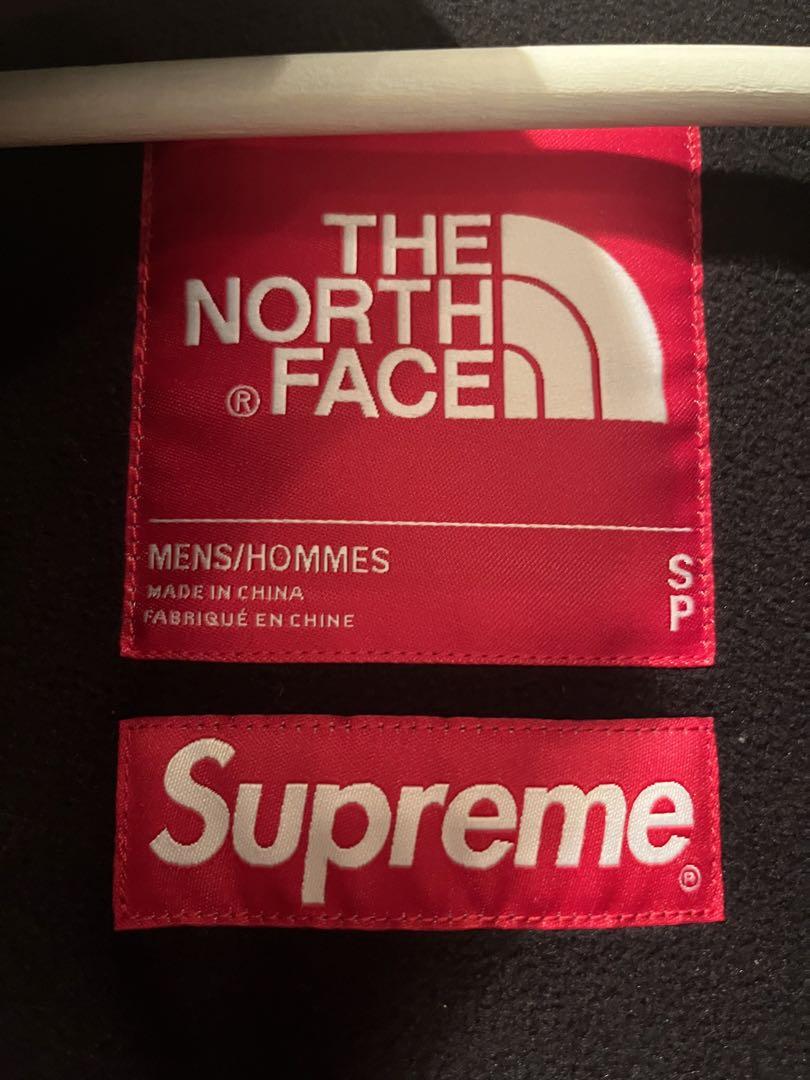 THE
NORTH
® FACE
MENS/HOMMES
MADE IN CHINA
FABRIQUÉ EN CHINE
S
P
Supreme
®